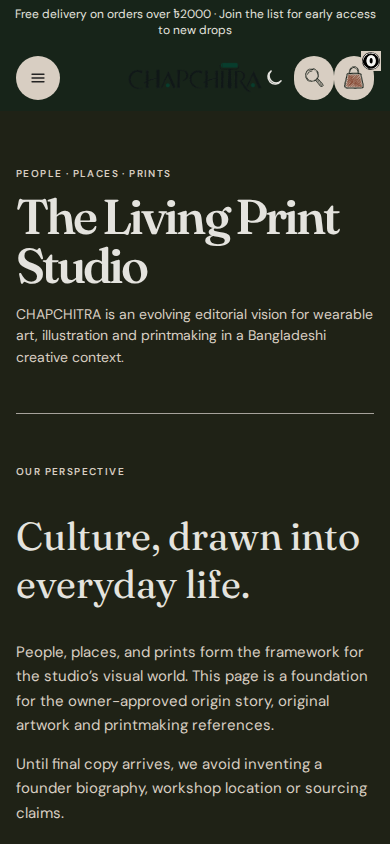 Free delivery on orders over ৳2000 · Join the list for early access
to new drops
CHAPCHITRA
0
PEOPLE · PLACES · PRINTS
The Living Print
Studio
CHAPCHITRA is an evolving editorial vision for wearable
art, illustration and printmaking in a Bangladeshi
creative context.
OUR PERSPECTIVE
Culture, drawn into
everyday life.
People, places, and prints form the framework for
the studio’s visual world. This page is a foundation
for the owner-approved origin story, original
artwork and printmaking references.
Until final copy arrives, we avoid inventing a
founder biography, workshop location or sourcing
claims.